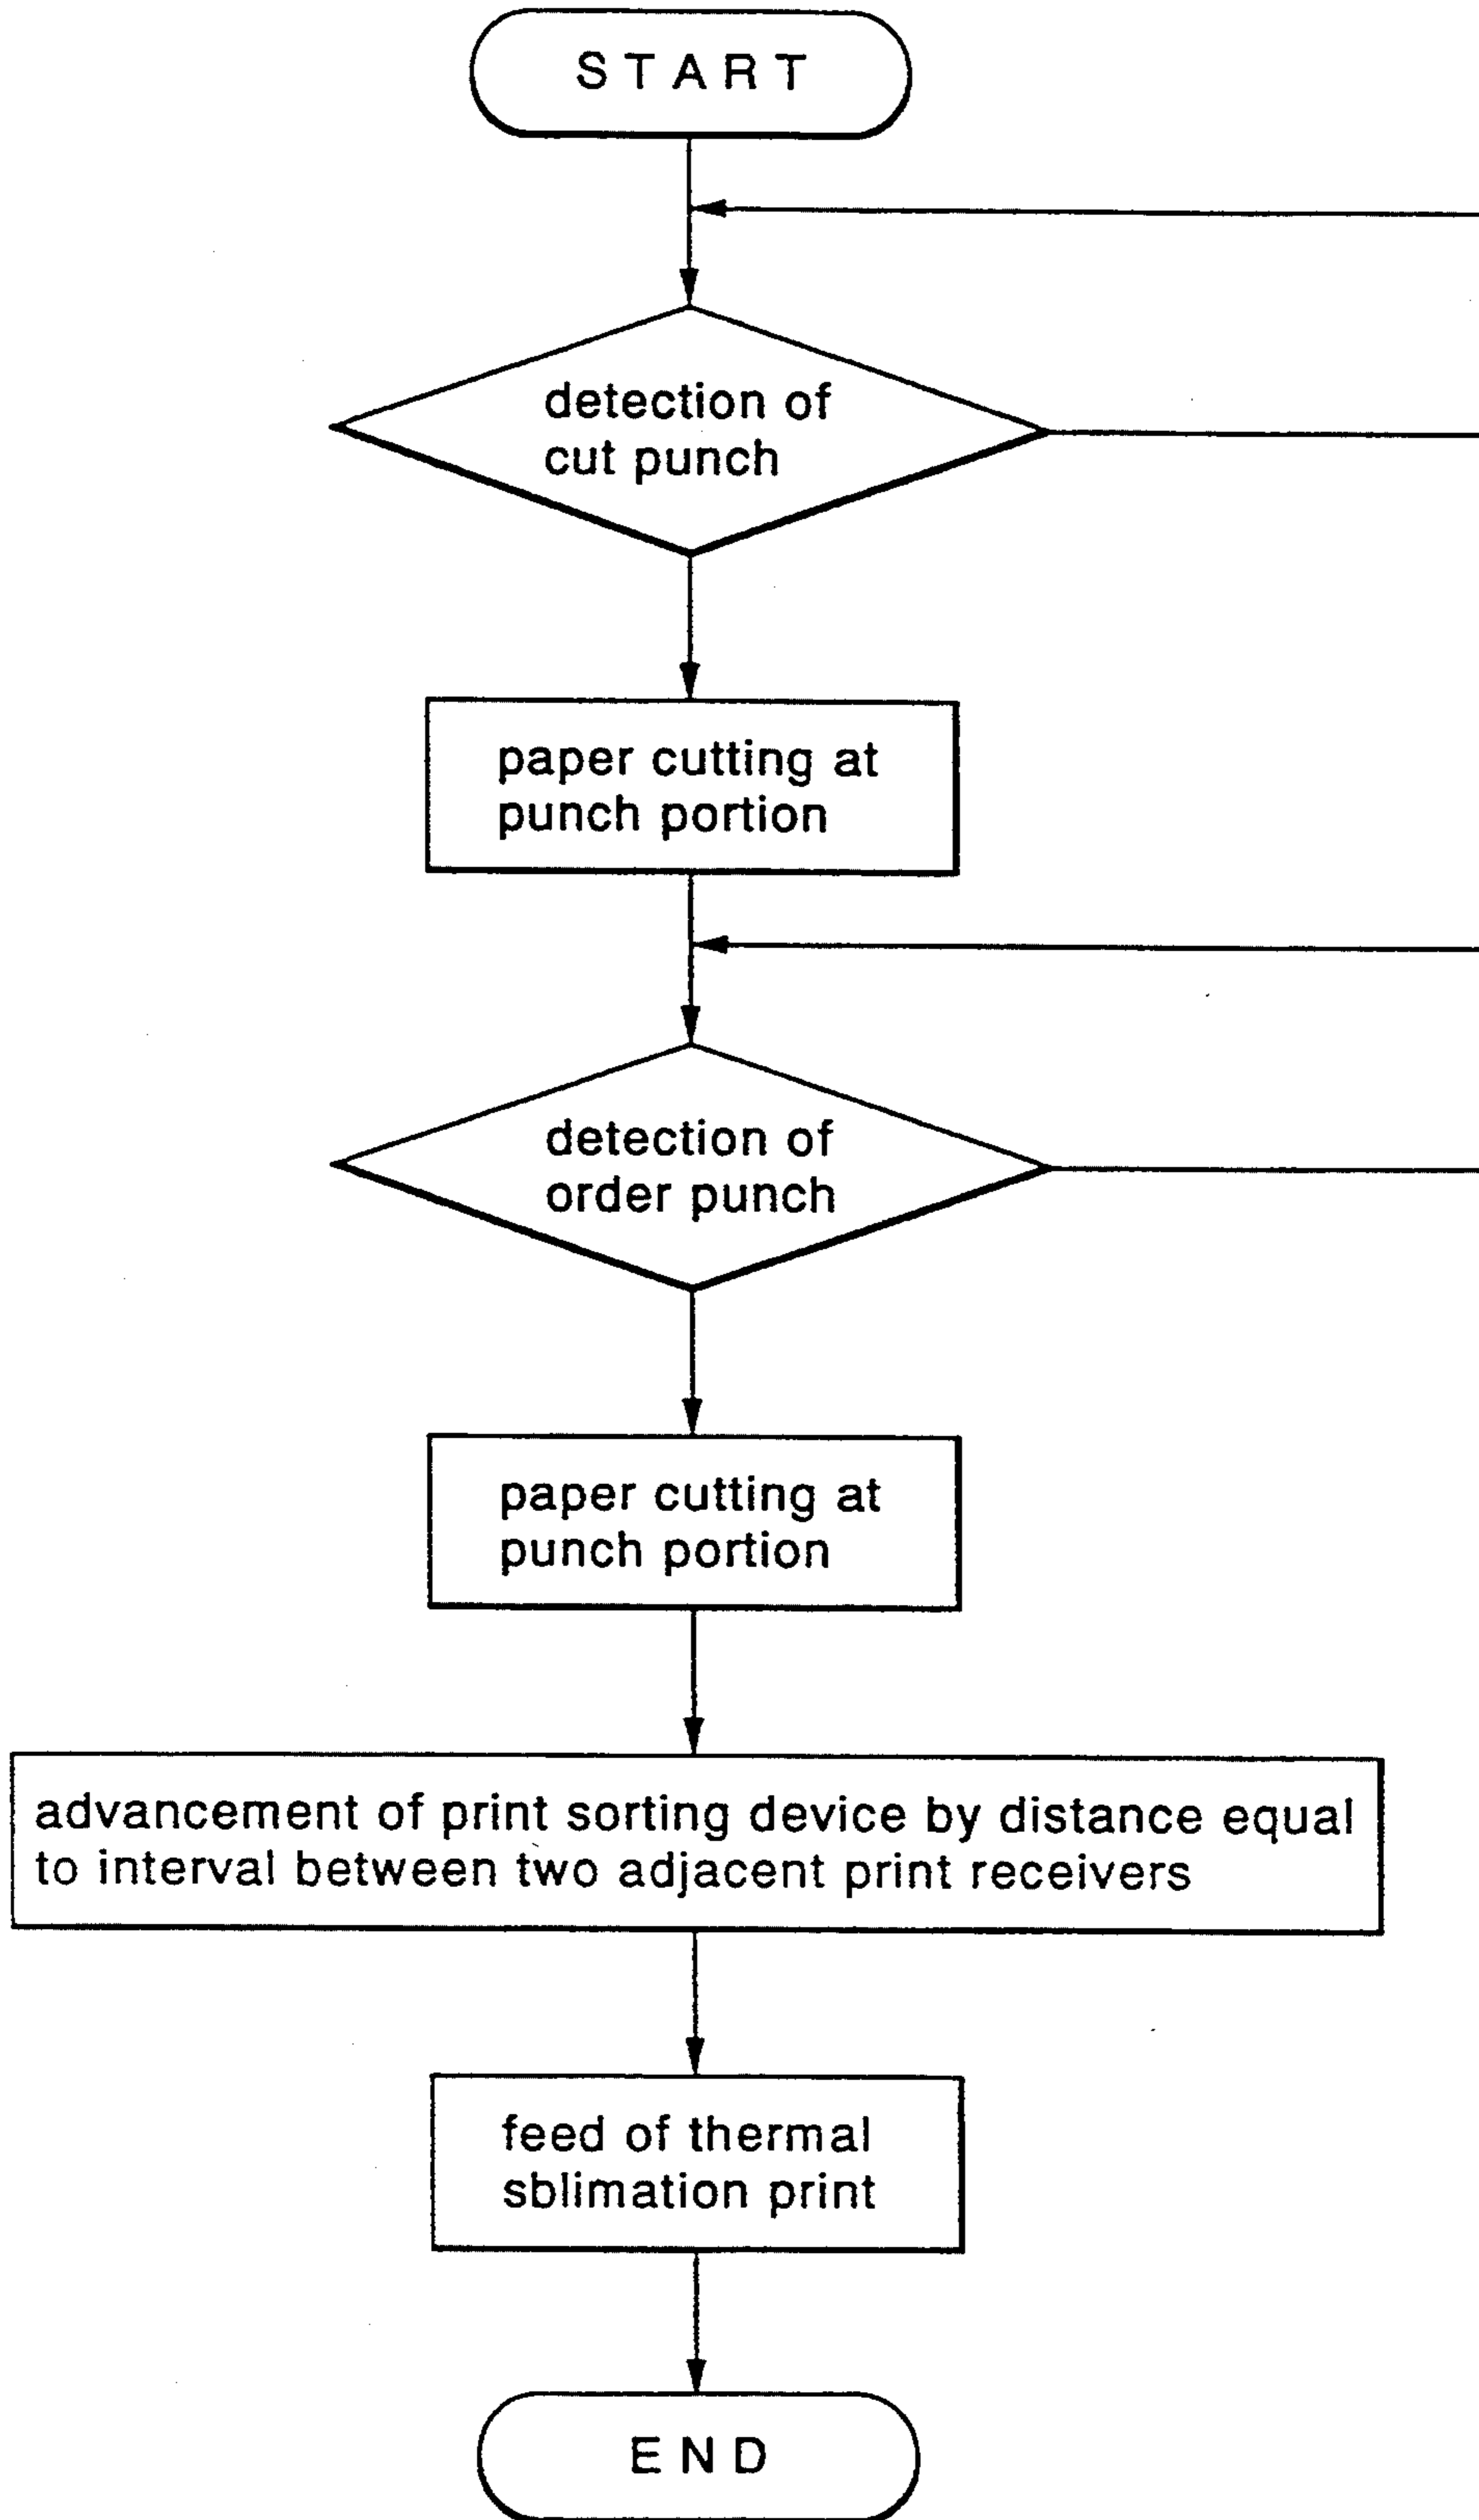 START
detection of
cut punch
paper cutting at
punch portion
detection of
order punch
paper cutting at
punch portion
advancement of print sorting device by distance equal
to interval between two adjacent print receivers
feed of thermal
sblimation print
END